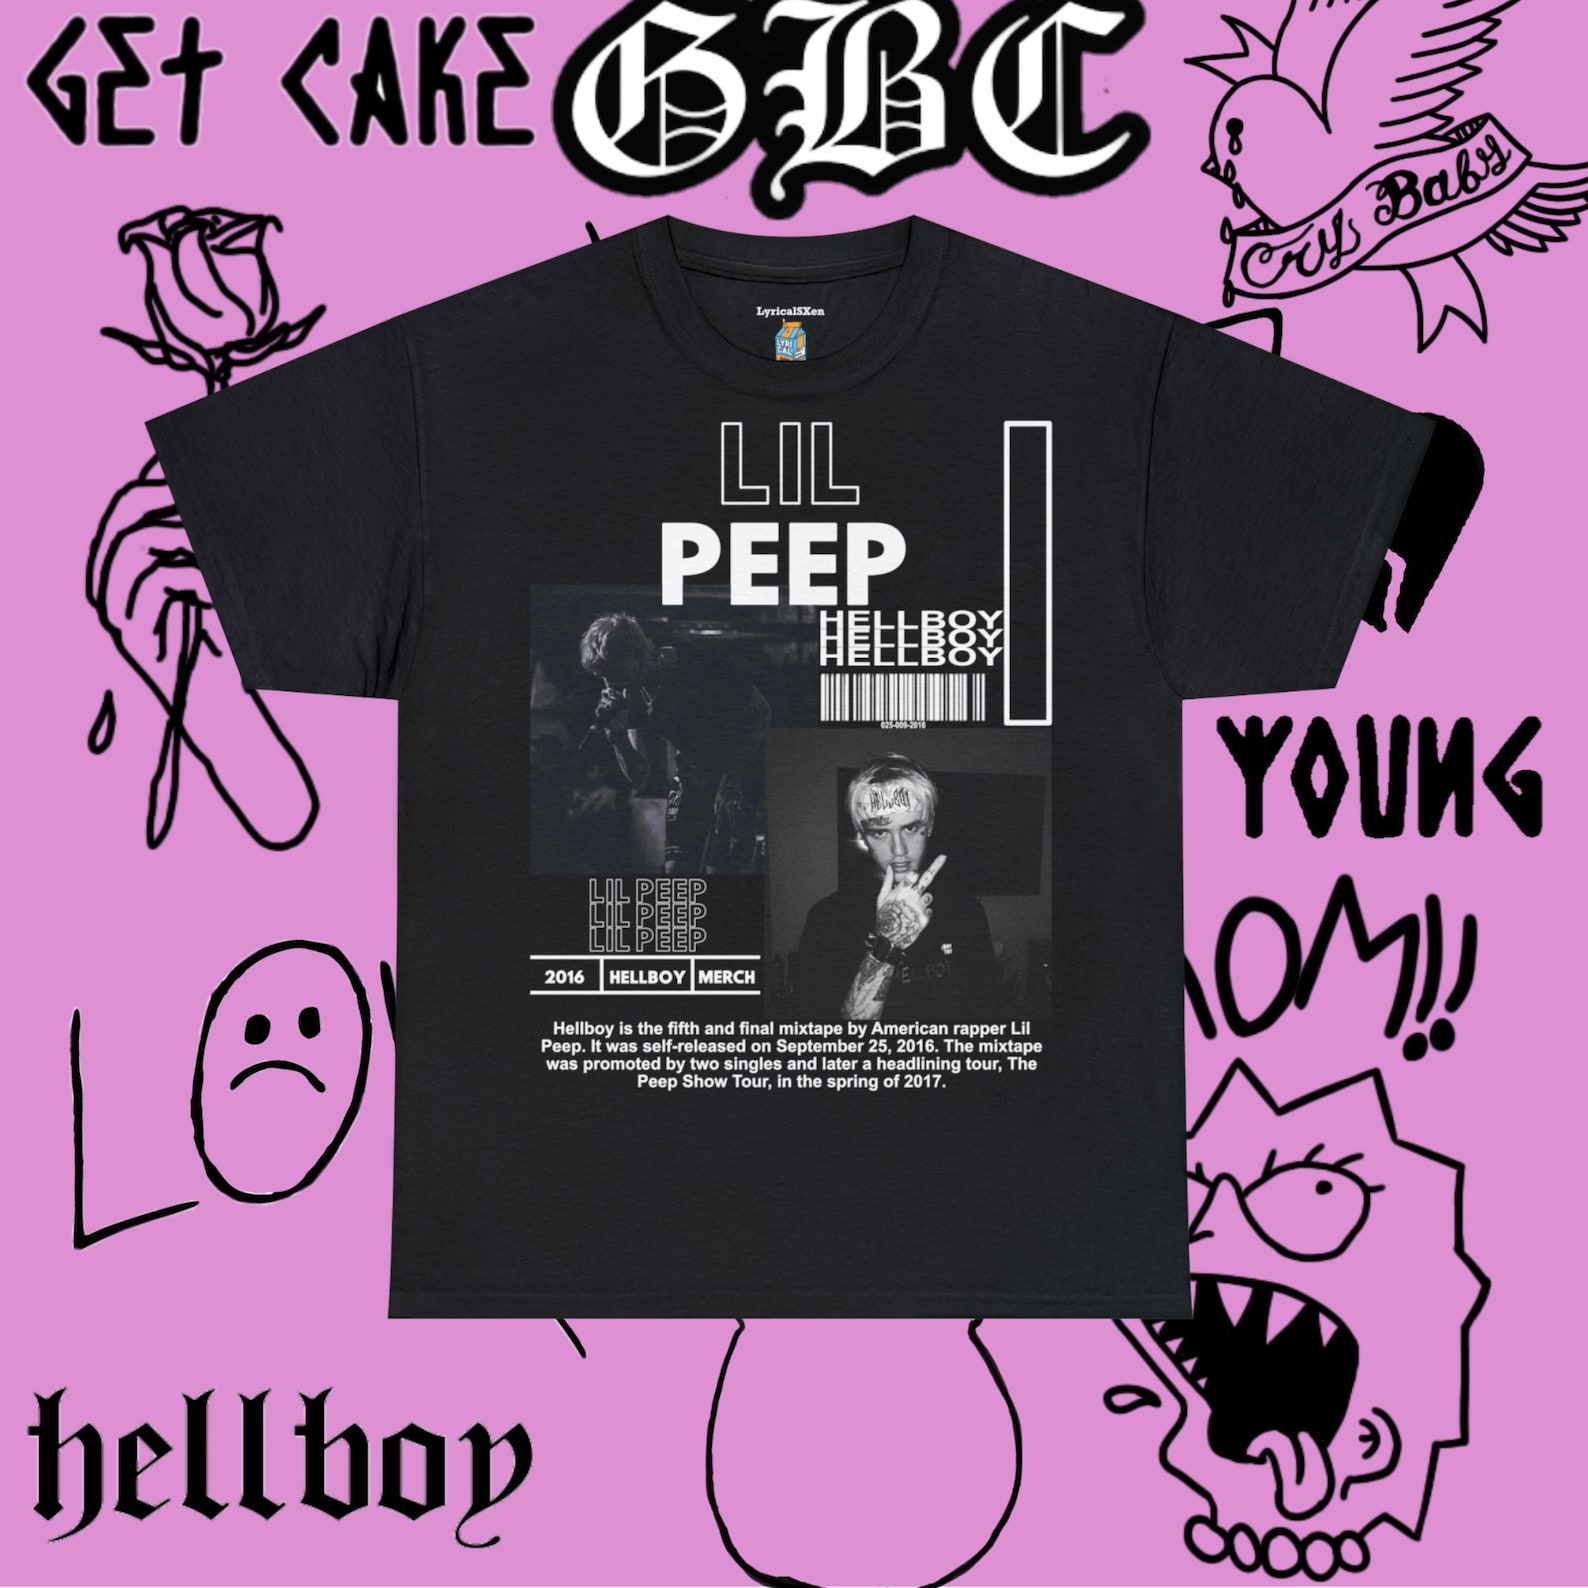 GET CAKE
GBC
Cry Baby
LyricalSXen
LYRI
CAL
LIL
PEEP
HELLBOY
HELLBOY
HELLBOY
025-009-2016
HELLBOY
LIL PEEP
LIL PEEP
LIL PEEP
2016 HELLBOY MERCH
Hellboy is the fifth and final mixtape by American rapper Lil
Peep. It was self-released on September 25, 2016. The mixtape
was promoted by two singles and later a headlining tour, The
Peep Show Tour, in the spring of 2017.
YOUNG
hellboy